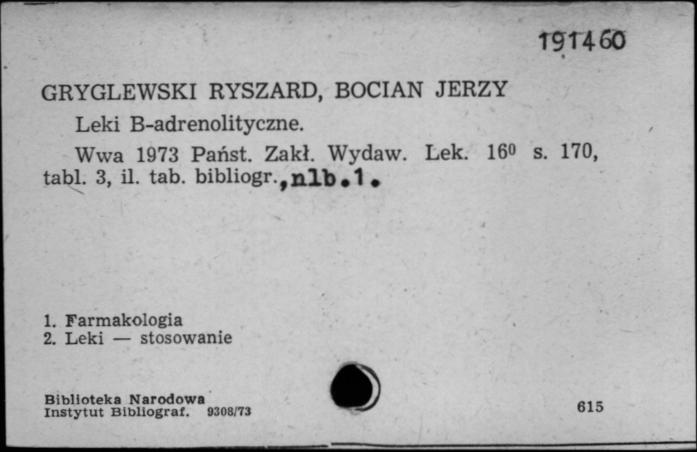 191460
GRYGLEWSKI RYSZARD, BOCIAN JERZY
Leki B-adrenolityczne.
Wwa 1973 Państ. Zakł. Wydaw. Lek. 16⁰ s. 170,
tabl. 3, il. tab. bibliogr.,nlb.1.
1. Farmakologia
2. Leki — stosowanie
Biblioteka Narodowa
Instytut Bibliograf. 9308/73
615